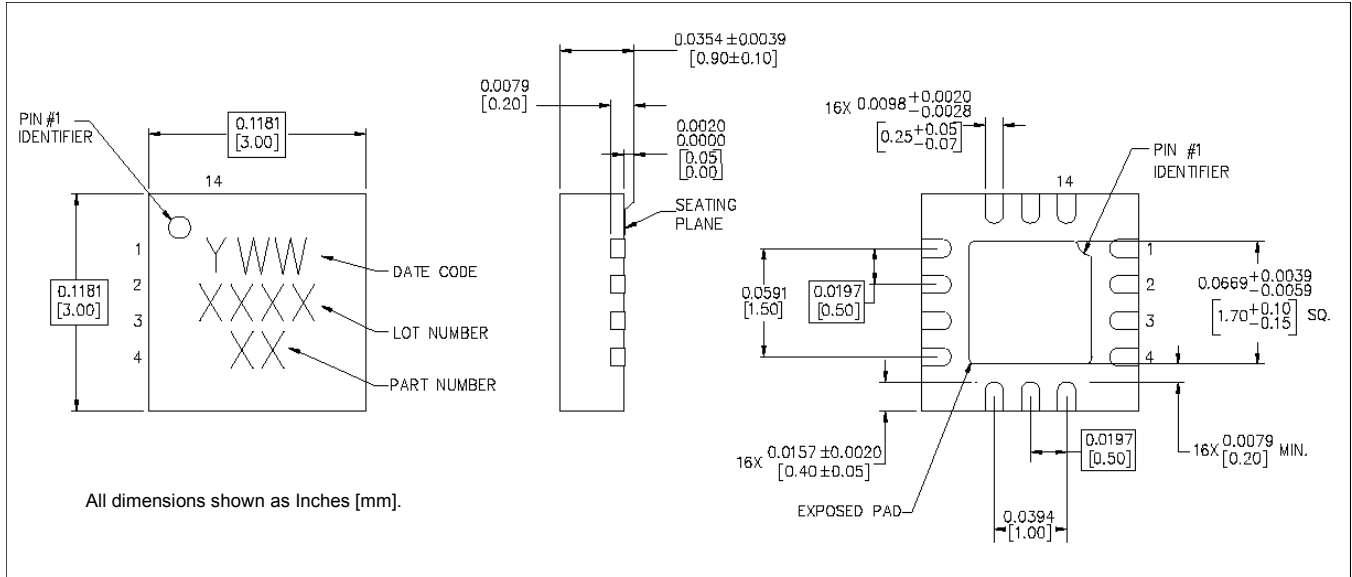 PIN #1
IDENTIFIER
0.1181
[3.00]
14
0.1181
[3.00]
1
2
3
4
Y WW
XXXX
XX
DATE CODE
LOT NUMBER
PART NUMBER
0.0354 ±0.0039
[0.90±0.10]
0.0079
[0.20]
0.0020
0.0000
[0.05]
[0.00]
SEATING
PLANE
16X 0.0098 +0.0020
-0.0028
[0.25 +0.05
-0.07]
PIN #1
IDENTIFIER
14
1
2
3
4
0.0591
[1.50]
0.0197
[0.50]
0.0669 +0.0039
-0.0059
[1.70 +0.10
-0.15] SQ.
16X 0.0157 ±0.0020
[0.40 ±0.05]
0.0197
[0.50]
16X 0.0079
[0.20] MIN.
EXPOSED PAD
0.0394
[1.00]
All dimensions shown as Inches [mm].